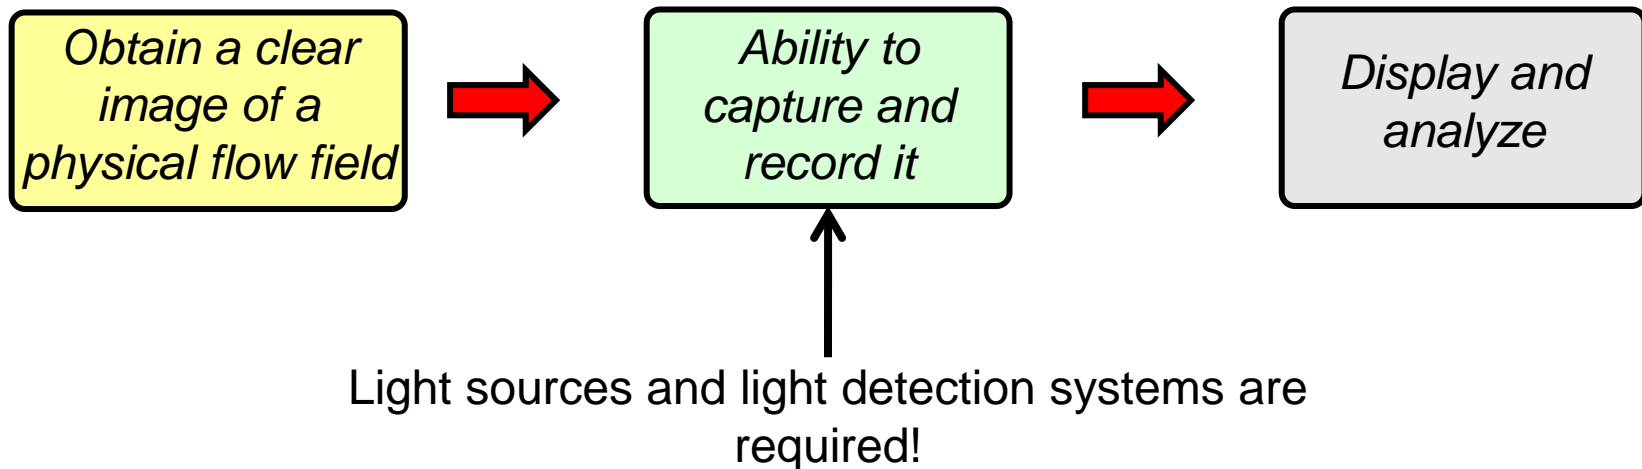 Obtain a clear
image of a
physical flow field
Ability to
capture and
record it
Display and
analyze
Light sources and light detection systems are
required!